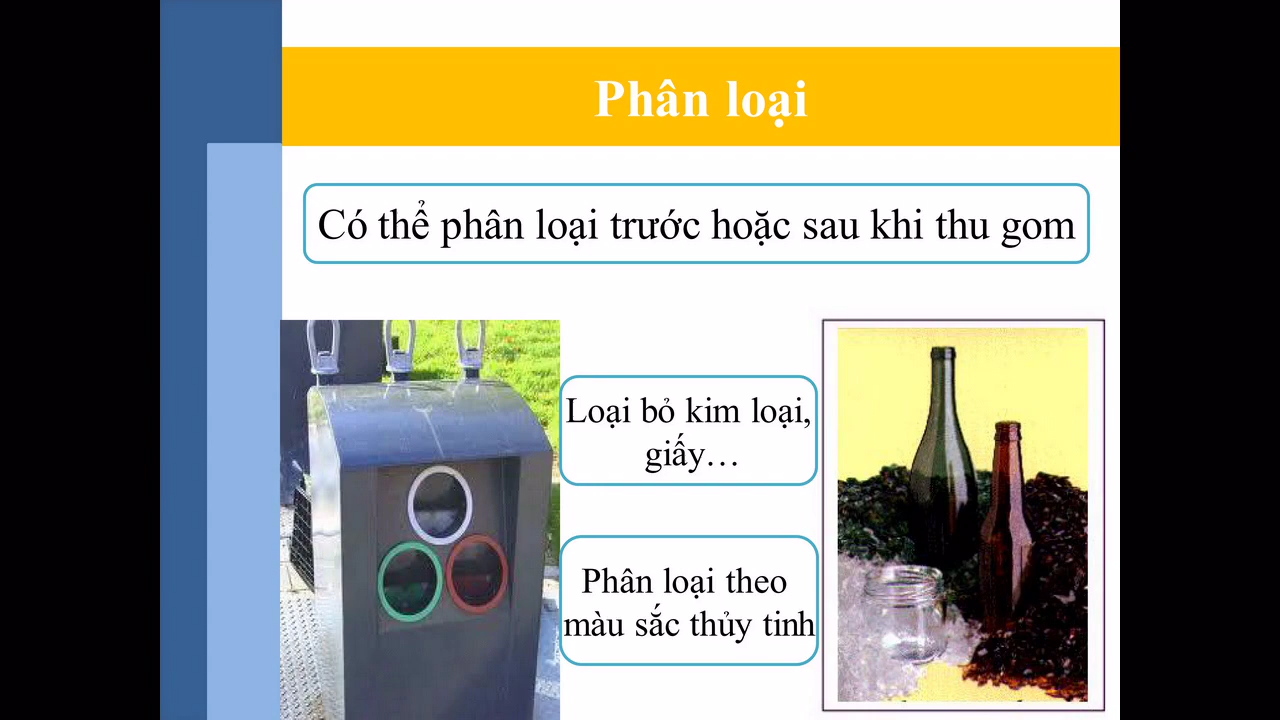 Phân loại
Có thể phân loại trước hoặc sau khi thu gom
Loại bỏ kim loại,
giấy…
Phân loại theo
màu sắc thủy tinh